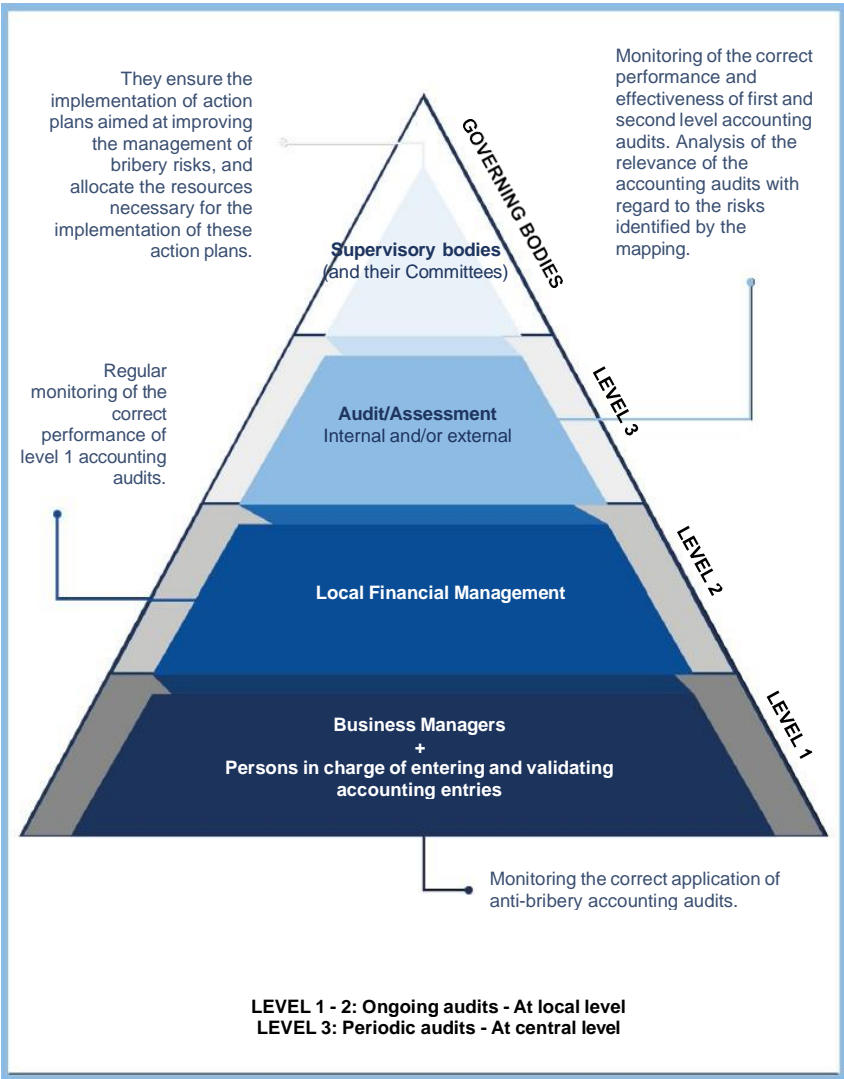 They ensure the
implementation of action
plans aimed at improving
the management of
bribery risks, and
allocate the resources
necessary for the
implementation of these
action plans.
Monitoring of the correct
performance and
effectiveness of first and
second level accounting
audits. Analysis of the
relevance of the
accounting audits with
regard to the risks
identified by the
mapping.
GOVERNING BODIES
Supervisory bodies
(and their Committees)
Regular
monitoring of the
correct
performance of
level 1 accounting
audits.
LEVEL 3
Audit/Assessment
Internal and/or external
LEVEL 2
Local Financial Management
LEVEL 1
Business Managers
+
Persons in charge of entering and validating
accounting entries
Monitoring the correct application of
anti-bribery accounting audits.
LEVEL 1 - 2: Ongoing audits - At local level
LEVEL 3: Periodic audits - At central level